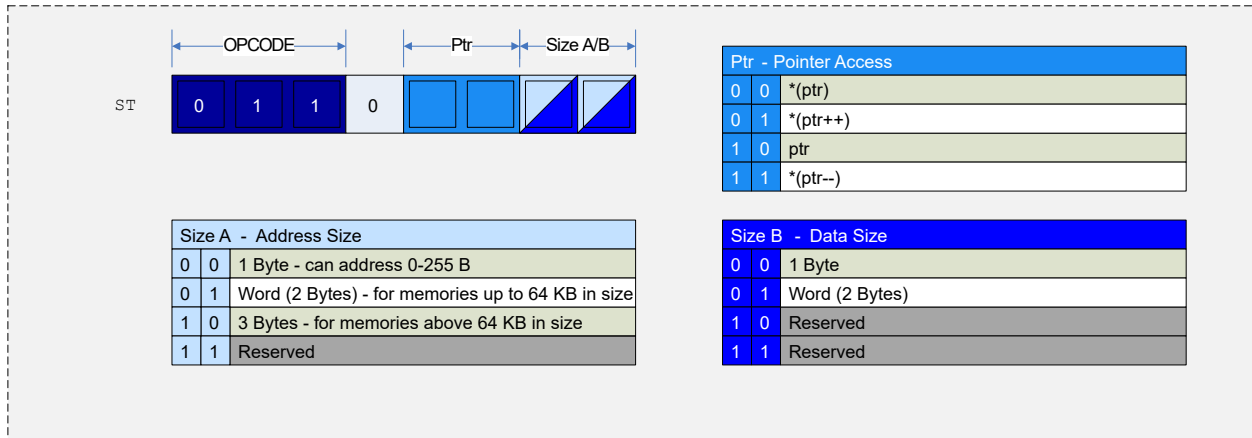 OPCODE Ptr Size A/B
ST 0 1 1 0
Ptr - Pointer Access
0 0 *(ptr)
0 1 *(ptr++)
1 0 ptr
1 1 *(ptr--)
Size A - Address Size
0 0 1 Byte - can address 0-255 B
0 1 Word (2 Bytes) - for memories up to 64 KB in size
1 0 3 Bytes - for memories above 64 KB in size
1 1 Reserved
Size B - Data Size
0 0 1 Byte
0 1 Word (2 Bytes)
1 0 Reserved
1 1 Reserved